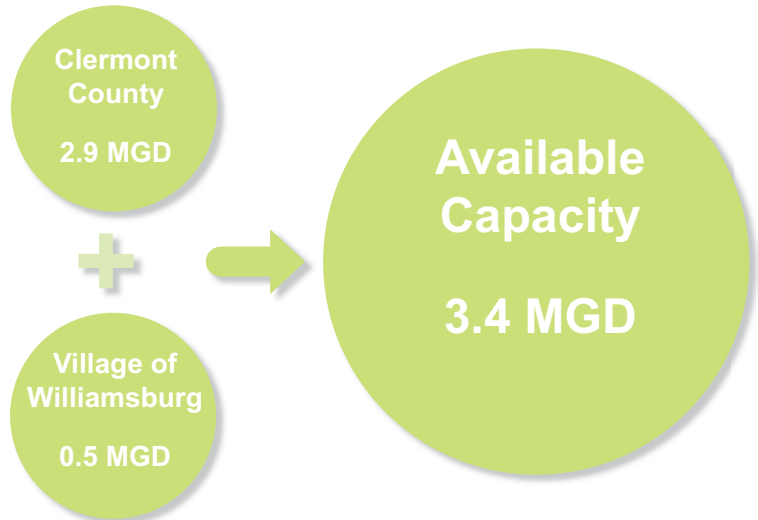 Clermont
County
2.9 MGD
Village of
Williamsburg
0.5 MGD
Available
Capacity
3.4 MGD